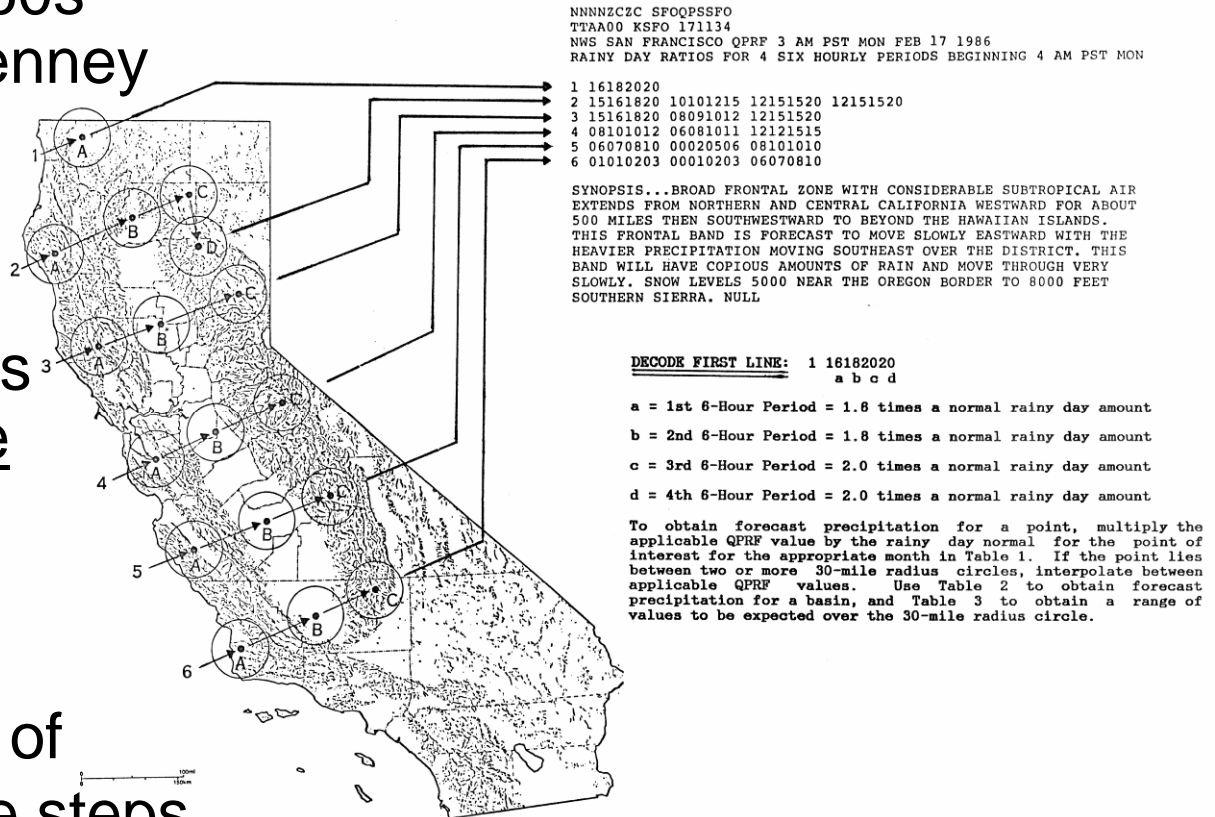 enney
s
e
of
e steps
NNNNZCZC SFOQPSSFO
TTAA00 KSFO 171134
NWS SAN FRANCISCO QPRF 3 AM PST MON FEB 17 1986
RAINY DAY RATIOS FOR 4 SIX HOURLY PERIODS BEGINNING 4 AM PST MON
1 16182020
2 15161820 10101215 12151520 12151520
3 15161820 08091012 12151520
4 08101012 06081011 12121515
5 06070810 00020506 08101010
6 01010203 00010203 06070810
SYNOPSIS...BROAD FRONTAL ZONE WITH CONSIDERABLE SUBTROPICAL AIR
EXTENDS FROM NORTHERN AND CENTRAL CALIFORNIA WESTWARD FOR ABOUT
500 MILES THEN SOUTHWESTWARD TO BEYOND THE HAWAIIAN ISLANDS.
THIS FRONTAL BAND IS FORECAST TO MOVE SLOWLY EASTWARD WITH THE
HEAVIER PRECIPITATION MOVING SOUTHEAST OVER THE DISTRICT. THIS
BAND WILL HAVE COPIOUS AMOUNTS OF RAIN AND MOVE THROUGH VERY
SLOWLY. SNOW LEVELS 5000 NEAR THE OREGON BORDER TO 8000 FEET
SOUTHERN SIERRA. NULL
DECODE FIRST LINE: 1 16182020
a b c d
a = 1st 6-Hour Period = 1.6 times a normal rainy day amount
b = 2nd 6-Hour Period = 1.8 times a normal rainy day amount
c = 3rd 6-Hour Period = 2.0 times a normal rainy day amount
d = 4th 6-Hour Period = 2.0 times a normal rainy day amount
To obtain forecast precipitation for a point, multiply the
applicable QPRF value by the rainy day normal for the point of
interest for the appropriate month in Table 1. If the point lies
between two or more 30-mile radius circles, interpolate between
applicable QPRF values. Use Table 2 to obtain forecast
precipitation for a basin, and Table 3 to obtain a range of
values to be expected over the 30-mile radius circle.
1 A
2 A B C D
3 A B C
4 A B C
5 A B C
6 A B C
0 100mi
0 150km